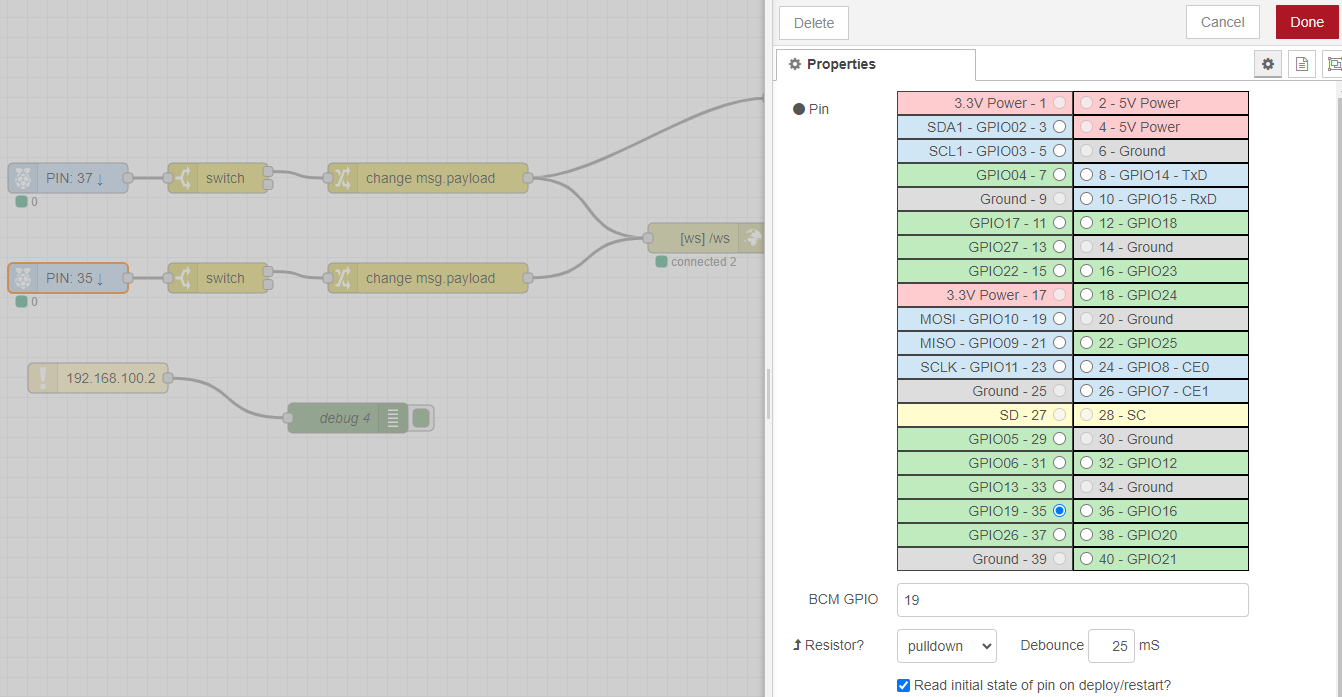 Delete
Cancel
Done
Properties
Pin
3.3V Power - 1 2 - 5V Power
SDA1 - GPIO02 - 3 4 - 5V Power
SCL1 - GPIO03 - 5 6 - Ground
GPIO04 - 7 8 - GPIO14 - TxD
Ground - 9 10 - GPIO15 - RxD
GPIO17 - 11 12 - GPIO18
GPIO27 - 13 14 - Ground
GPIO22 - 15 16 - GPIO23
3.3V Power - 17 18 - GPIO24
MOSI - GPIO10 - 19 20 - Ground
MISO - GPIO09 - 21 22 - GPIO25
SCLK - GPIO11 - 23 24 - GPIO8 - CE0
Ground - 25 26 - GPIO7 - CE1
SD - 27 28 - SC
GPIO05 - 29 30 - Ground
GPIO06 - 31 32 - GPIO12
GPIO13 - 33 34 - Ground
GPIO19 - 35 36 - GPIO16
GPIO26 - 37 38 - GPIO20
Ground - 39 40 - GPIO21
BCM GPIO 19
Resistor? pulldown Debounce 25 mS
Read initial state of pin on deploy/restart?
PIN: 37 ↓
0
switch
change msg.payload
[ws] /ws
connected 2
PIN: 35 ↓
0
switch
change msg.payload
192.168.100.2
debug 4